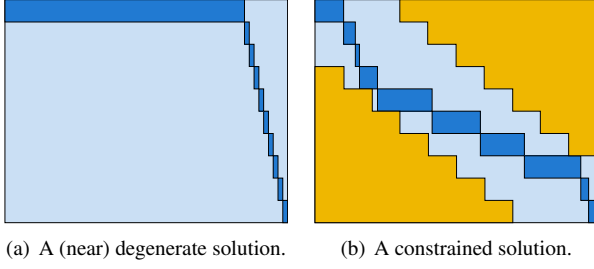 (a) A (near) degenerate solution.
(b) A constrained solution.